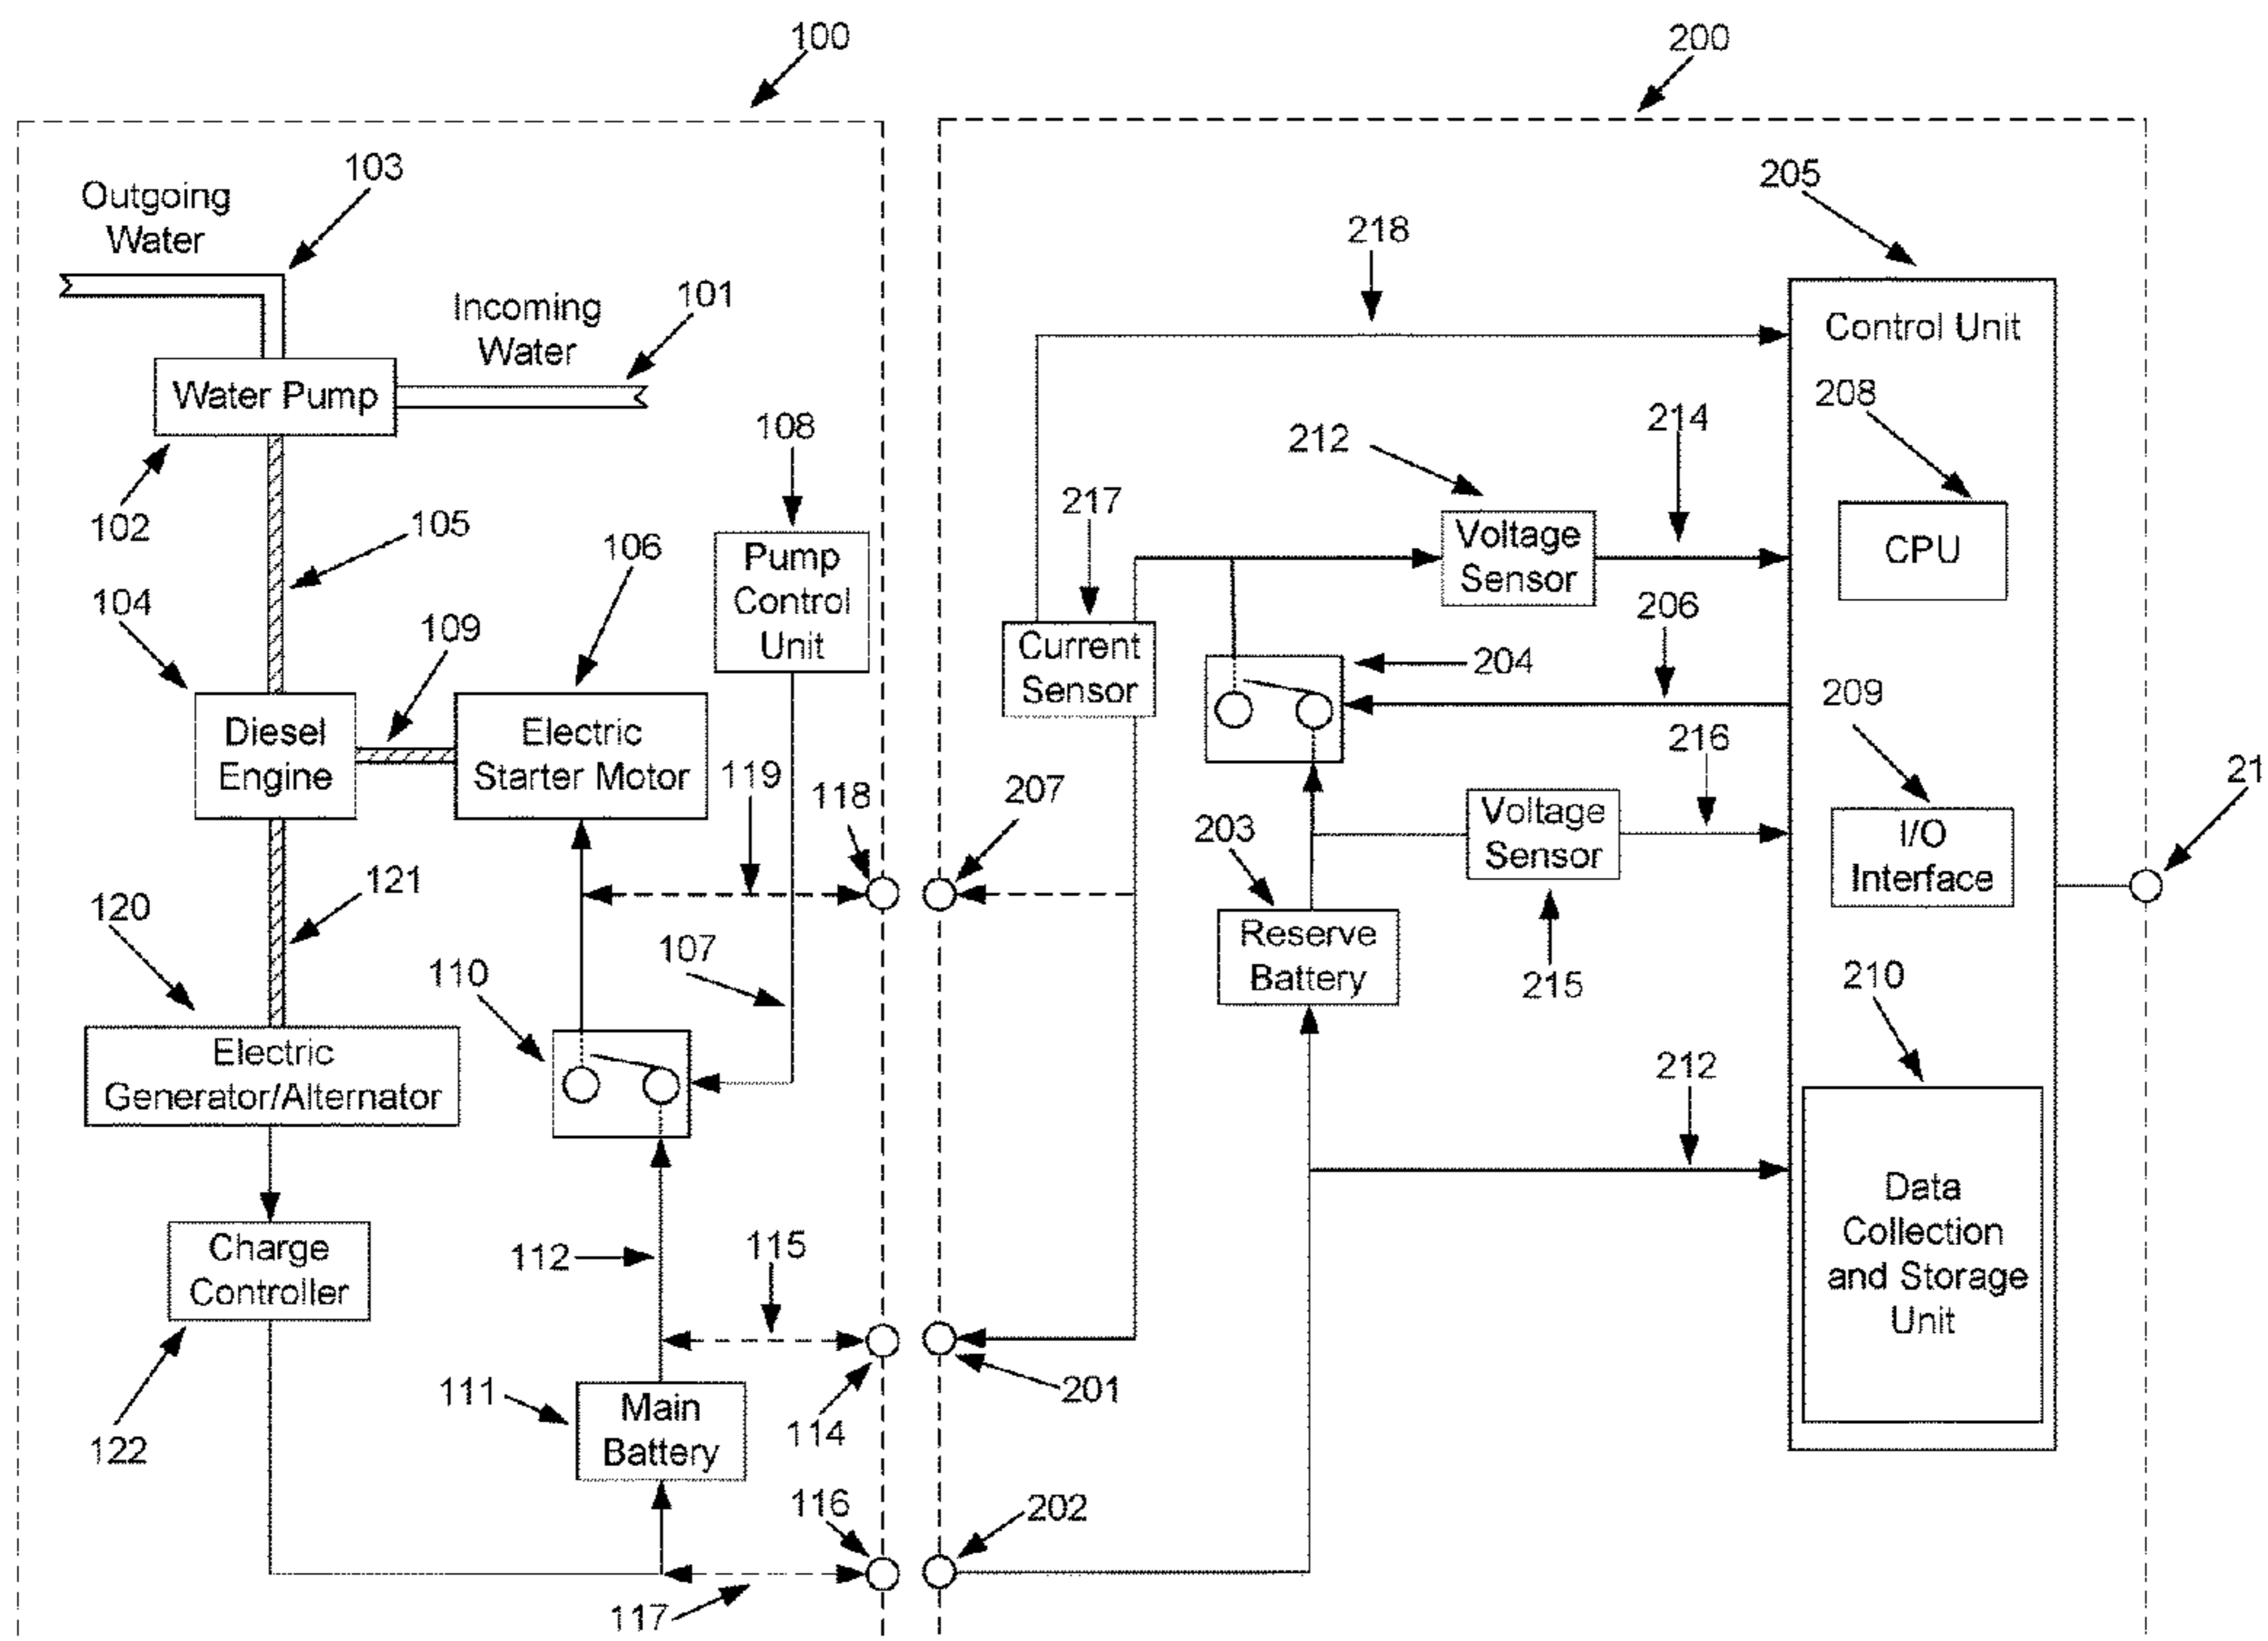 100
200
103
Outgoing
Water
205
218
101
Incoming
Water
Control Unit
Water Pump
208
108
214
212
217
102
105
106
Voltage
Sensor
CPU
Pump
Control
Unit
206
104
109
Current
Sensor
204
209
Diesel
Engine
Electric
Starter Motor
119
118
207
216
21
203
Voltage
Sensor
I/O
Interface
121
120
107
110
Reserve
Battery
215
210
Electric
Generator/Alternator
212
Data
Collection
and Storage
Unit
Charge
Controller
112
115
111
Main
Battery
201
114
122
116
202
117